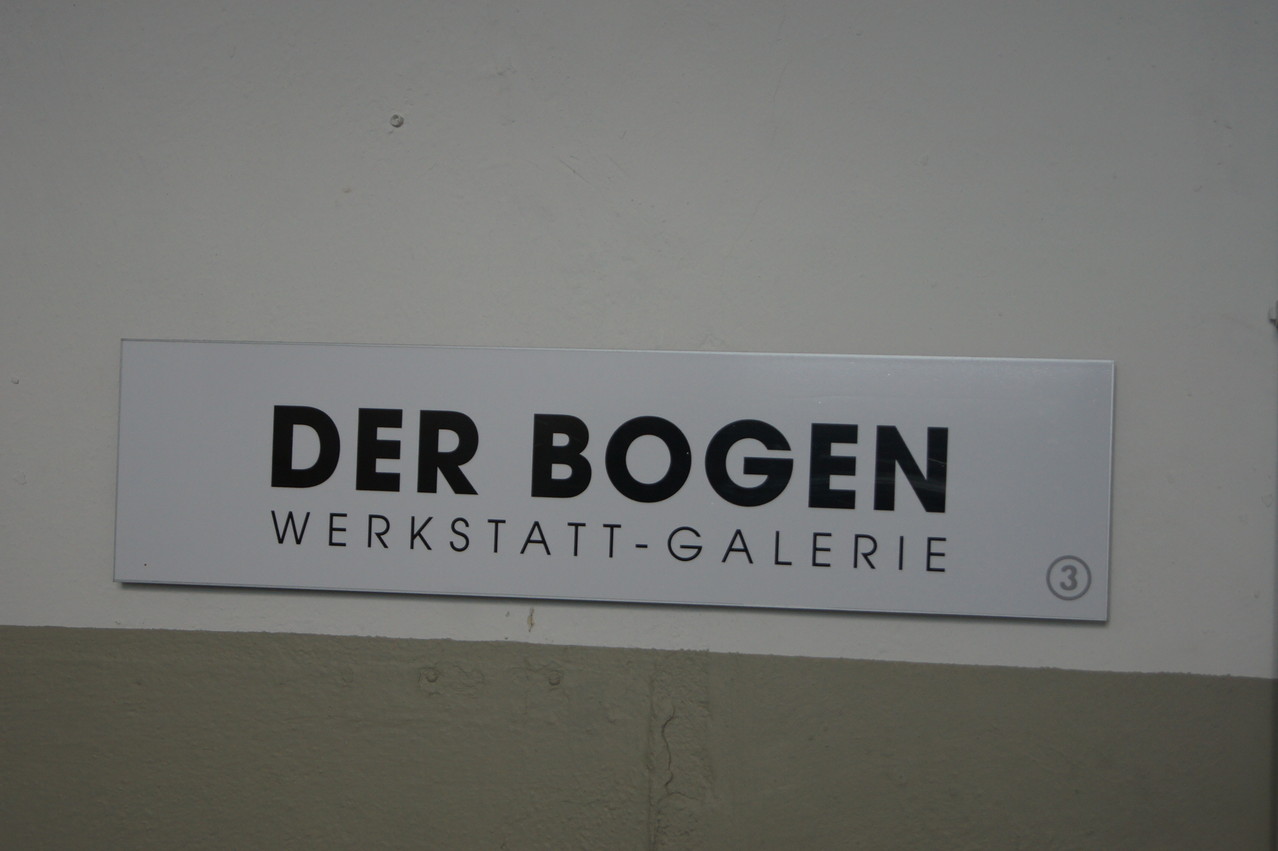 DER BOGEN
WERKSTATT-GALERIE
3